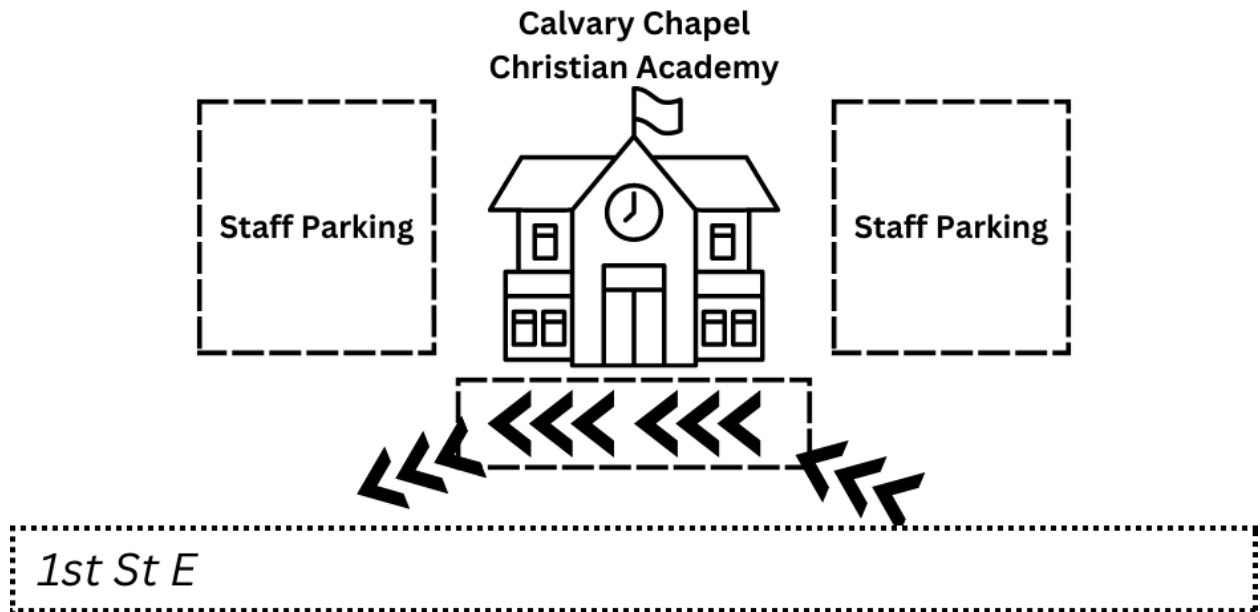 Calvary Chapel
Christian Academy
Staff Parking
Staff Parking
1st St E